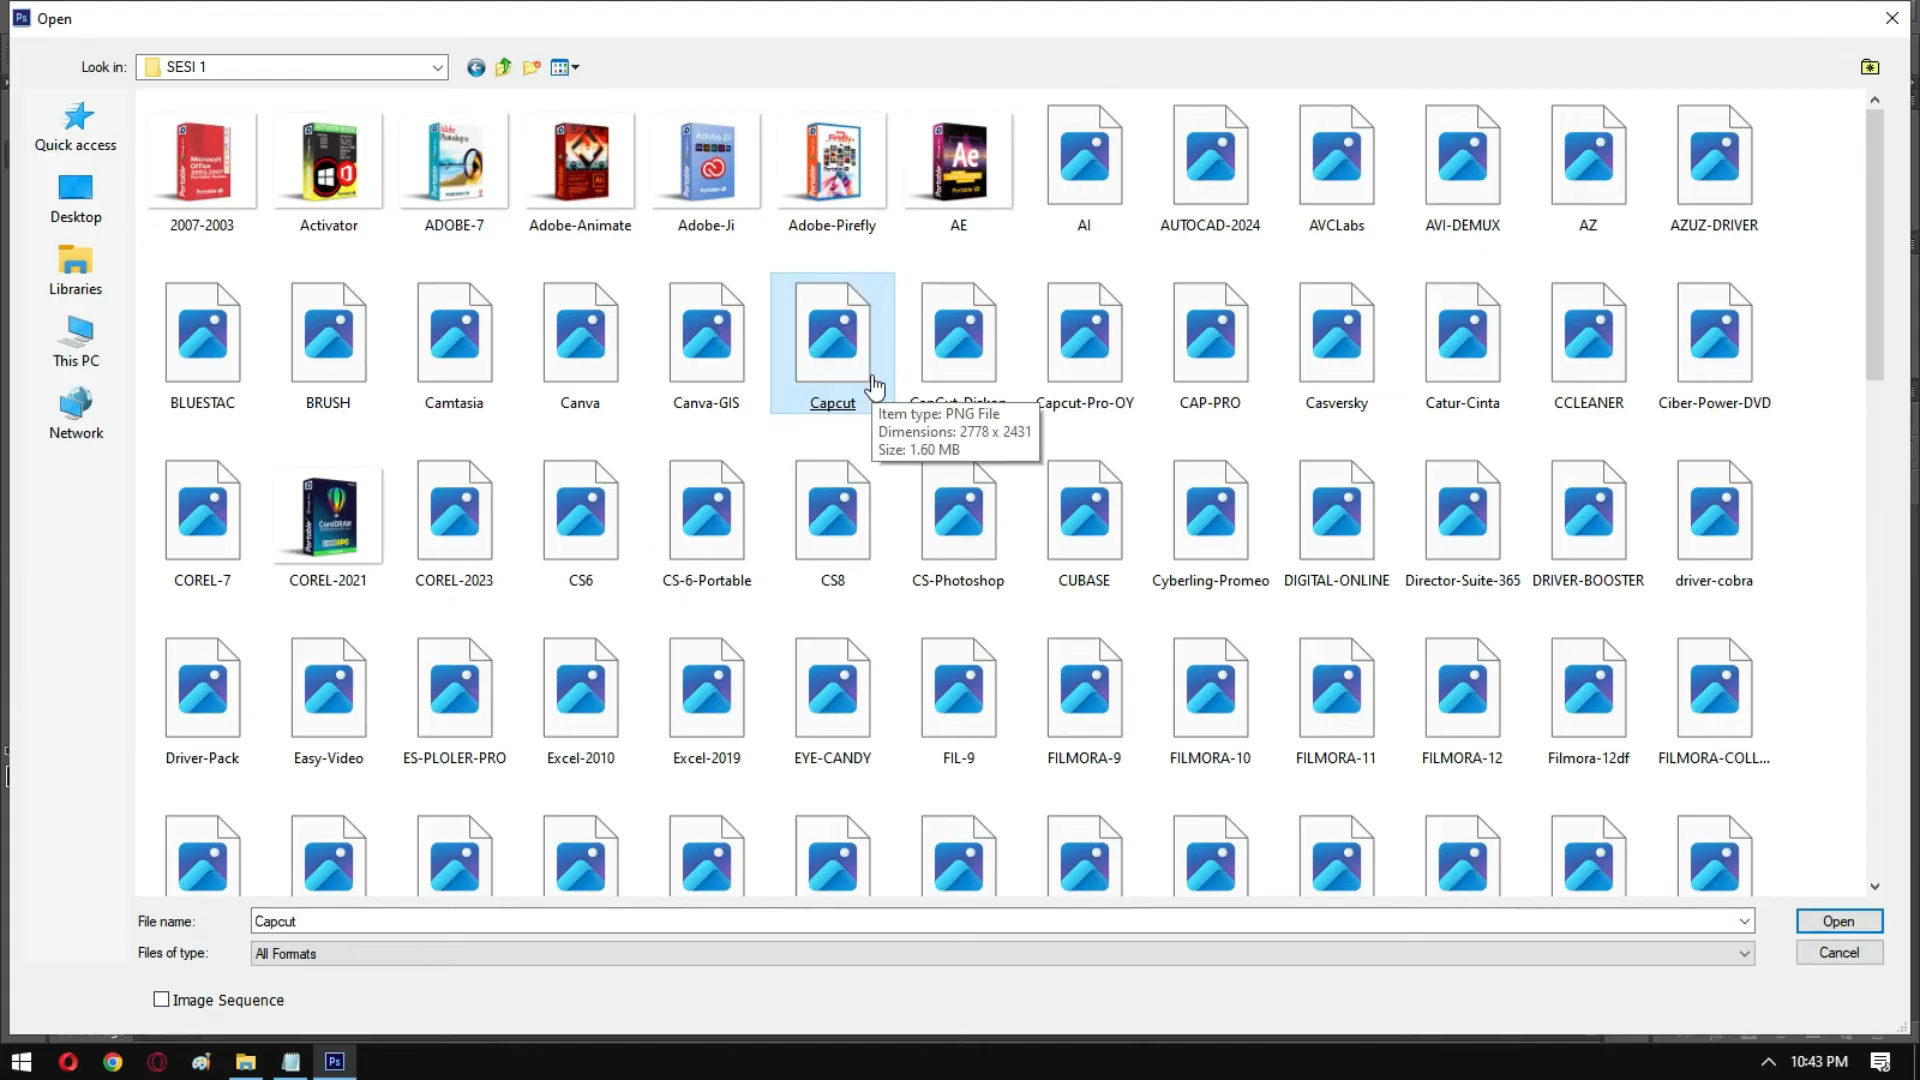 Ps Open
Look in: SESI 1
Quick access
Desktop
Libraries
This PC
Network
2007-2003 Activator ADOBE-7 Adobe-Animate Adobe-Ji Adobe-Pirefly AE AI AUTOCAD-2024 AVCLabs AVI-DEMUX AZ AZUZ-DRIVER
BLUESTAC BRUSH Camtasia Canva Canva-GIS Capcut Capcut-Pro-OY CAP-PRO Casversky Catur-Cinta CCLEANER Ciber-Power-DVD
Item type: PNG File
Dimensions: 2778 x 2431
Size: 1.60 MB
COREL-7 COREL-2021 COREL-2023 CS6 CS-6-Portable CS8 CS-Photoshop CUBASE Cyberling-Promeo DIGITAL-ONLINE Director-Suite-365 DRIVER-BOOSTER driver-cobra
Driver-Pack Easy-Video ES-PLOLER-PRO Excel-2010 Excel-2019 EYE-CANDY FIL-9 FILMORA-9 FILMORA-10 FILMORA-11 FILMORA-12 Filmora-12df FILMORA-COLL...
File name: Capcut Open
Files of type: All Formats Cancel
Image Sequence
Ps 10:43 PM